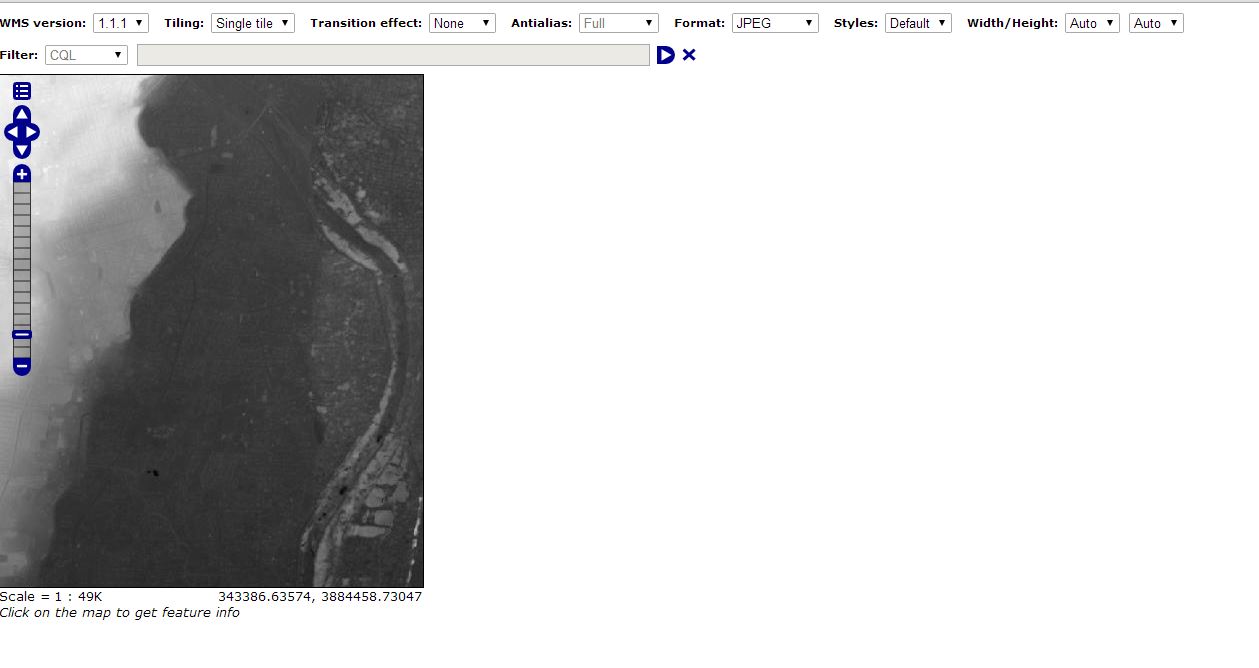 WMS version: 1.1.1 Tiling: Single tile Transition effect: None Antialias: Full Format: JPEG Styles: Default Width/Height: Auto Auto
Filter: CQL
Scale = 1 : 49K 343386.63574, 3884458.73047
Click on the map to get feature info